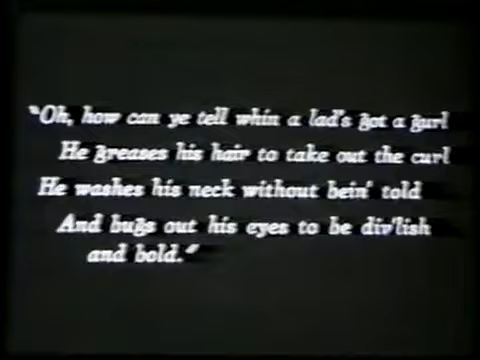 "Oh, how can ye tell whin a lad's got a gurl
He greases his hair to take out the curl
He washes his neck without bein' told
And bugs out his eyes to be div'lish
and bold."